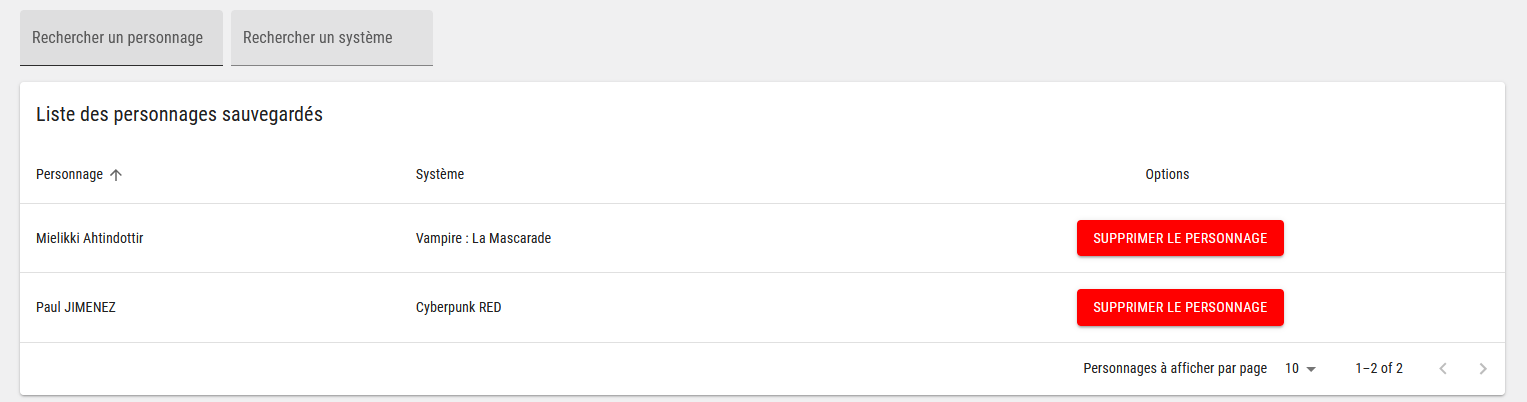 Rechercher un personnage Rechercher un système
Liste des personnages sauvegardés
Personnage Système Options
Mielikki Ahtindottir Vampire : La Mascarade SUPPRIMER LE PERSONNAGE
Paul JIMENEZ Cyberpunk RED SUPPRIMER LE PERSONNAGE
Personnages à afficher par page 10 1–2 of 2